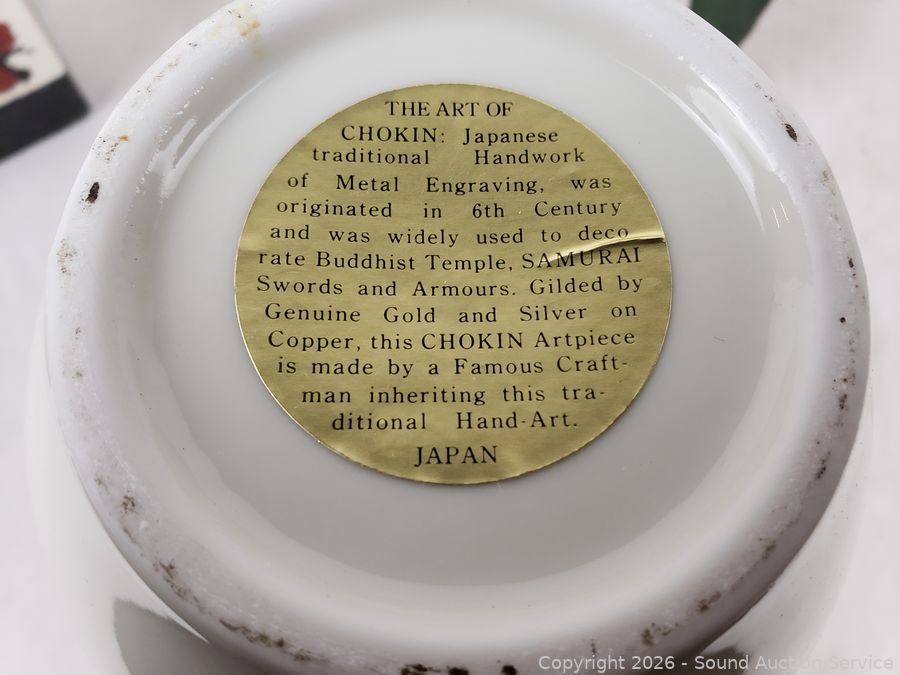 THE ART OF
CHOKIN: Japanese
traditional Handwork
of Metal Engraving, was
originated in 6th Century
and was widely used to deco
rate Buddhist Temple, SAMURAI
Swords and Armours. Gilded by
Genuine Gold and Silver on
Copper, this CHOKIN Artpiece
is made by a Famous Craft-
man inheriting this tra-
ditional Hand-Art.
JAPAN
Copyright 2026 - Sound Auction Service